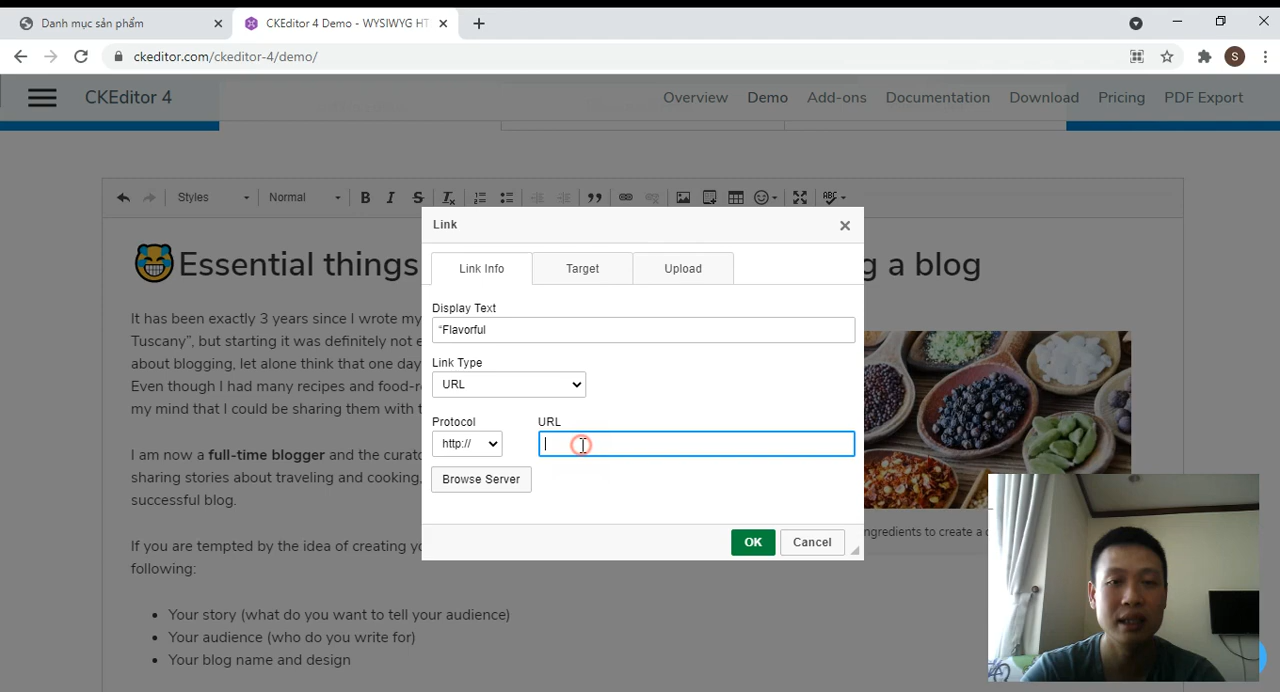 Danh mục sản phẩm
CKEditor 4 Demo - WYSIWYG HT
ckeditor.com/ckeditor-4/demo/
S
CKEditor 4
Overview
Demo
Add-ons
Documentation
Download
Pricing
PDF Export
Styles
Normal
B
I
S
Tx
ABC
Link
Link Info
Target
Upload
Display Text
“Flavorful
Link Type
URL
Protocol
URL
http://
Browse Server
OK
Cancel
Essential things
g a blog
It has been exactly 3 years since I wrote my
Tuscany”, but starting it was definitely not e
about blogging, let alone think that one day
Even though I had many recipes and food-r
my mind that I could be sharing them with t
I am now a full-time blogger and the curato
sharing stories about traveling and cooking,
successful blog.
If you are tempted by the idea of creating yo
following:
• Your story (what do you want to tell your audience)
• Your audience (who do you write for)
• Your blog name and design
ngredients to create a d